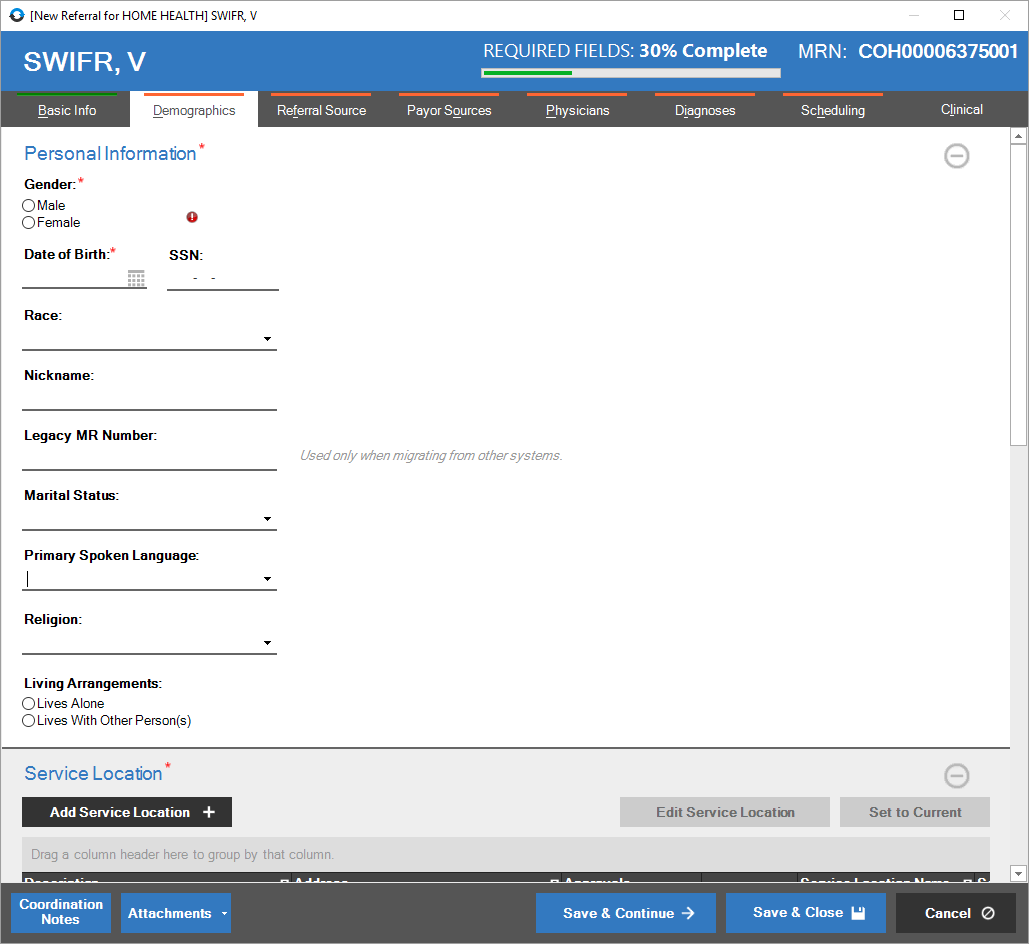 [New Referral for HOME HEALTH] SWIFR, V
SWIFR, V
REQUIRED FIELDS: 30% Complete
MRN: COH00006375001
Basic Info
Demographics
Referral Source
Payor Sources
Physicians
Diagnoses
Scheduling
Clinical
Personal Information*
Gender:*
Male
Female
Date of Birth:*
SSN:
- -
Race:
Nickname:
Legacy MR Number:
Used only when migrating from other systems.
Marital Status:
Primary Spoken Language:
Religion:
Living Arrangements:
Lives Alone
Lives With Other Person(s)
Service Location*
Add Service Location +
Edit Service Location
Set to Current
Drag a column header here to group by that column.
Description
Address
Approvals
Service Location Name
S
Coordination
Notes
Attachments
Save & Continue
Save & Close
Cancel